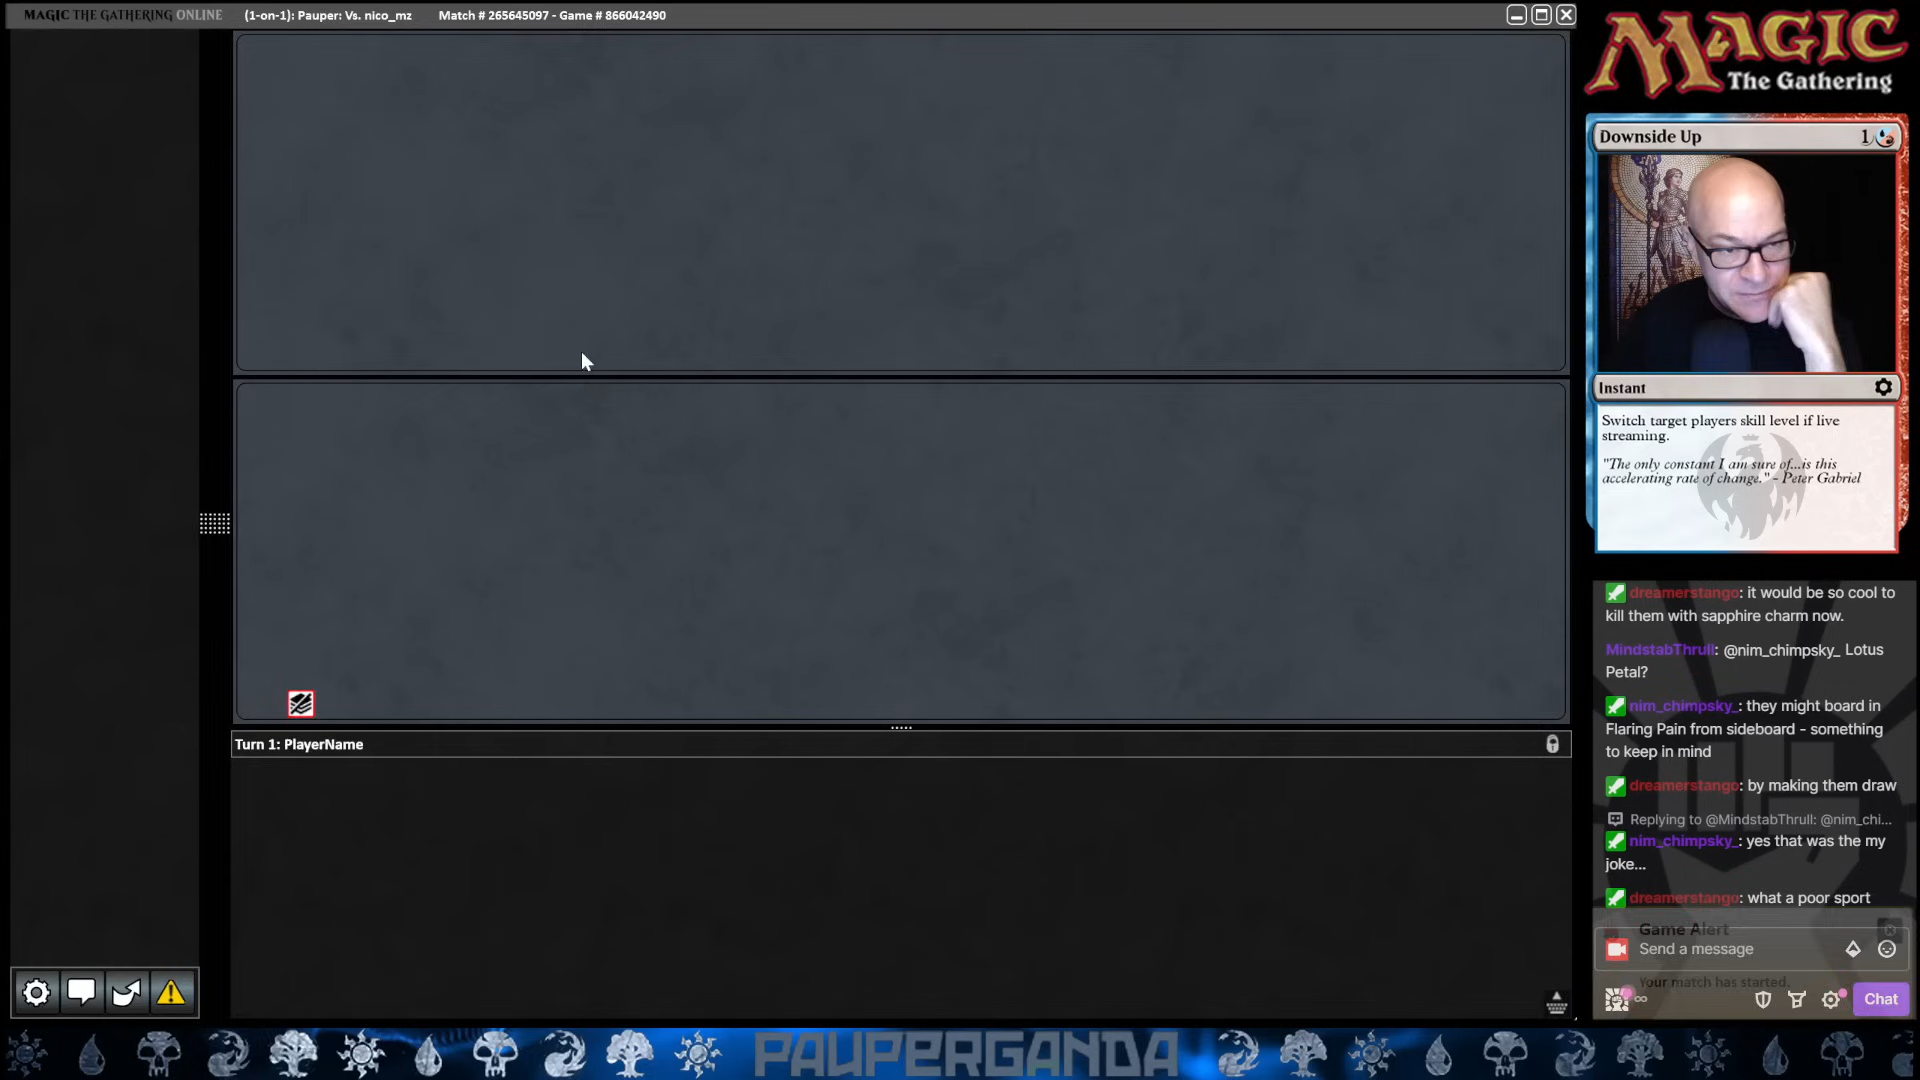 MAGIC THE GATHERING ONLINE (1-on-1): Pauper: Vs. nico_mz Match # 265645097 - Game # 866042490
MAGIC
The Gathering
Downside Up 1
Instant
Switch target players skill level if live
streaming.
"The only constant I am sure of...is this
accelerating rate of change." - Peter Gabriel
Turn 1: PlayerName
dreamerstango: it would be so cool to
kill them with sapphire charm now.
MindstabThrull: @nim_chimpsky_ Lotus
Petal?
nim_chimpsky_: they might board in
Flaring Pain from sideboard - something
to keep in mind
dreamerstango: by making them draw
Replying to @MindstabThrull: @nim_chi...
nim_chimpsky_: yes that was the my
joke...
dreamerstango: what a poor sport
Game Alert
Send a message
Your match has started.
∞ Chat
PAUPERGANDA